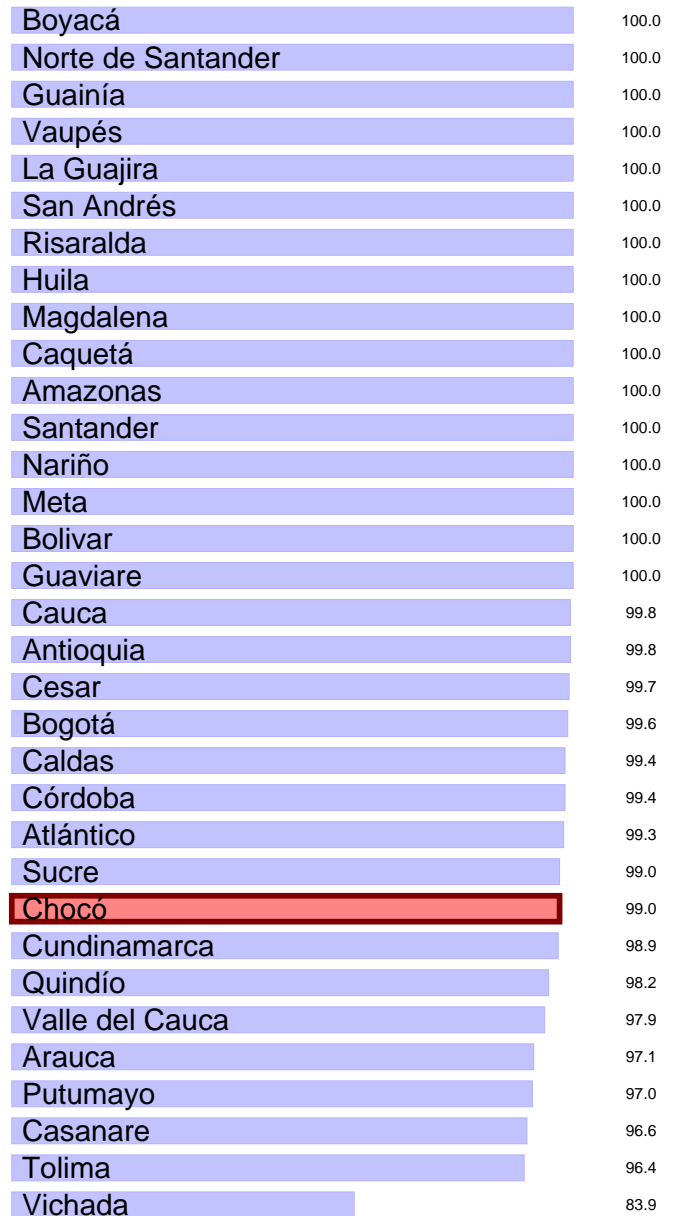 Boyacá 100.0
Norte de Santander 100.0
Guainía 100.0
Vaupés 100.0
La Guajira 100.0
San Andrés 100.0
Risaralda 100.0
Huila 100.0
Magdalena 100.0
Caquetá 100.0
Amazonas 100.0
Santander 100.0
Nariño 100.0
Meta 100.0
Bolivar 100.0
Guaviare 100.0
Cauca 99.8
Antioquia 99.8
Cesar 99.7
Bogotá 99.6
Caldas 99.4
Córdoba 99.4
Atlántico 99.3
Sucre 99.0
Chocó 99.0
Cundinamarca 98.9
Quindío 98.2
Valle del Cauca 97.9
Arauca 97.1
Putumayo 97.0
Casanare 96.6
Tolima 96.4
Vichada 83.9